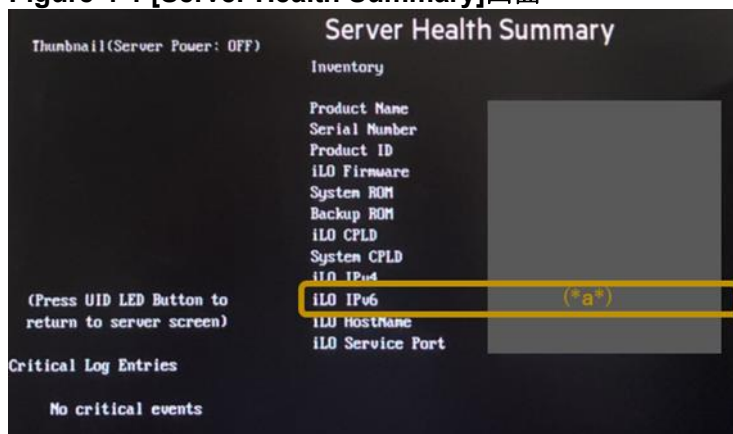 Figure 4-4 [Server Health Summary]画面
Thumbnail(Server Power: OFF)
Server Health Summary
Inventory
Product Name
Serial Number
Product ID
iLO Firmware
System ROM
Backup ROM
iLO CPLD
System CPLD
iLO IPv4
iLO IPv6 (*a*)
iLO HostName
iLO Service Port
(Press UID LED Button to
return to server screen)
Critical Log Entries
No critical events